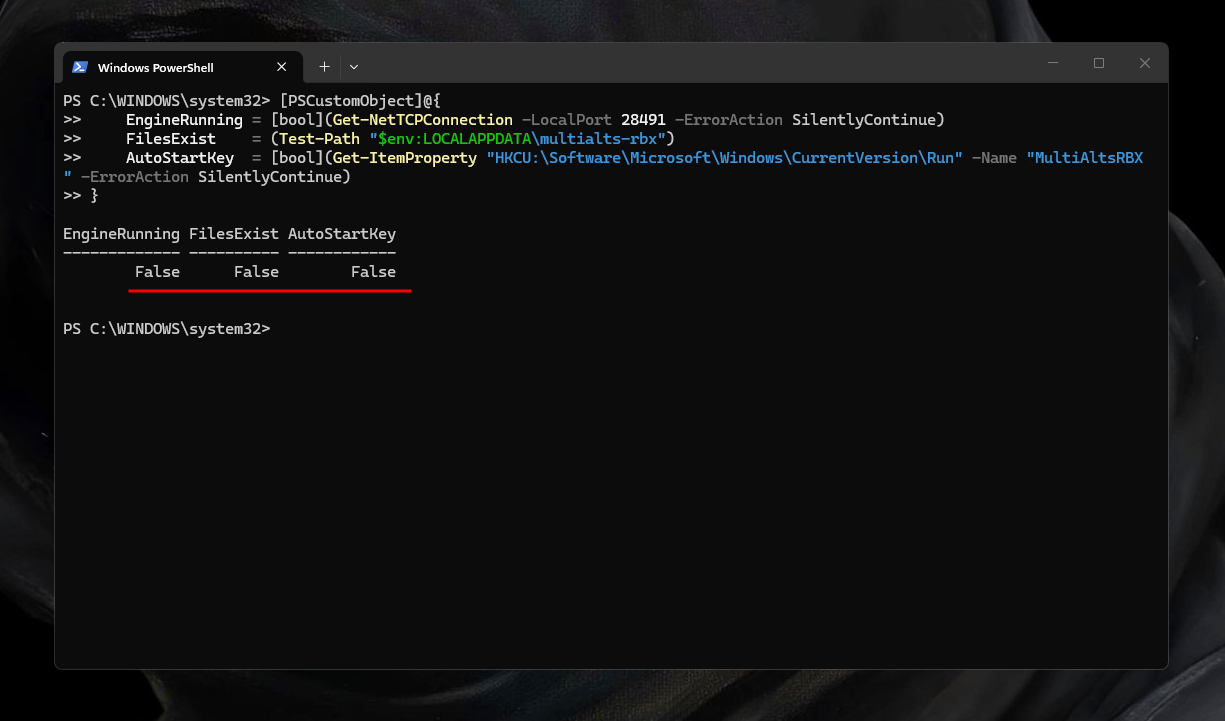 Windows PowerShell
PS C:\WINDOWS\system32> [PSCustomObject]@{
>>     EngineRunning = [bool](Get-NetTCPConnection -LocalPort 28491 -ErrorAction SilentlyContinue)
>>     FilesExist    = (Test-Path "$env:LOCALAPPDATA\multialts-rbx")
>>     AutoStartKey  = [bool](Get-ItemProperty "HKCU:\Software\Microsoft\Windows\CurrentVersion\Run" -Name "MultiAltsRBX
" -ErrorAction SilentlyContinue)
>> }
EngineRunning FilesExist AutoStartKey
------------- ---------- ------------
        False      False        False
PS C:\WINDOWS\system32>